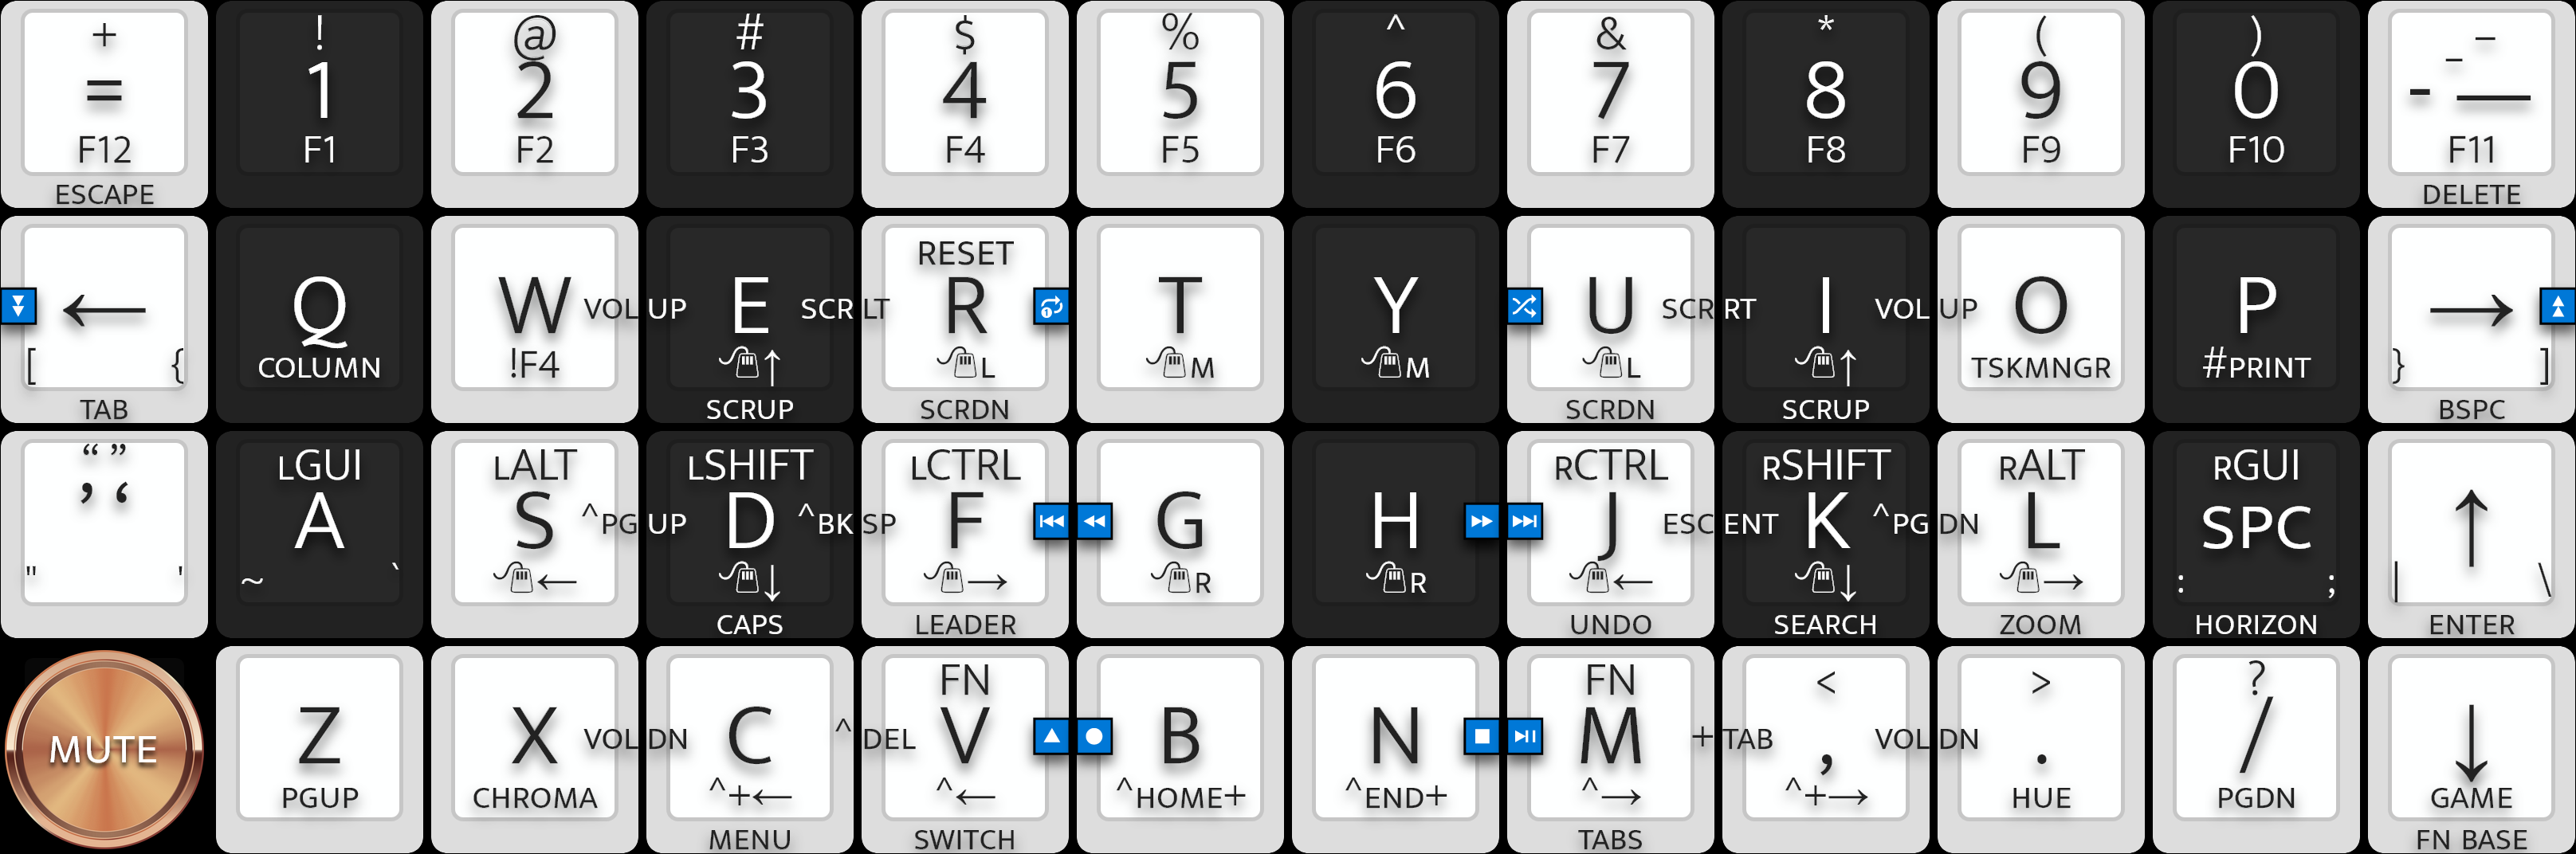 + ! @ # $ % ^ & * ( ) –
= 1 2 3 4 5 6 7 8 9 0 - – —
F12 F1 F2 F3 F4 F5 F6 F7 F8 F9 F10 F11
ESCAPE DELETE
RESET
← Q W VOL UP E SCR LT R T Y U SCR RT I VOL UP O P →
[ { COLUMN !F4 ↑ L M M L ↑ TSKMNGR #PRINT } ]
TAB SCRUP SCRDN SCRDN SCRUP BSPC
“ ” LGUI LALT LSHIFT LCTRL RCTRL RSHIFT RALT RGUI
’ ‘ A S ^PG UP D ^BK SP F G H J ESC ENT K ^PG DN L SPC ↑
" ' ~ ` ← ↓ → R R ← ↓ → : ; | \
CAPS LEADER UNDO SEARCH ZOOM HORIZON ENTER
FN FN < > ?
MUTE Z X VOL DN C ^ DEL V B N M + TAB , VOL DN . / ↓
PGUP CHROMA ^+← ^← ^HOME+ ^END+ ^→ ^+→ HUE PGDN GAME
MENU SWITCH TABS FN BASE